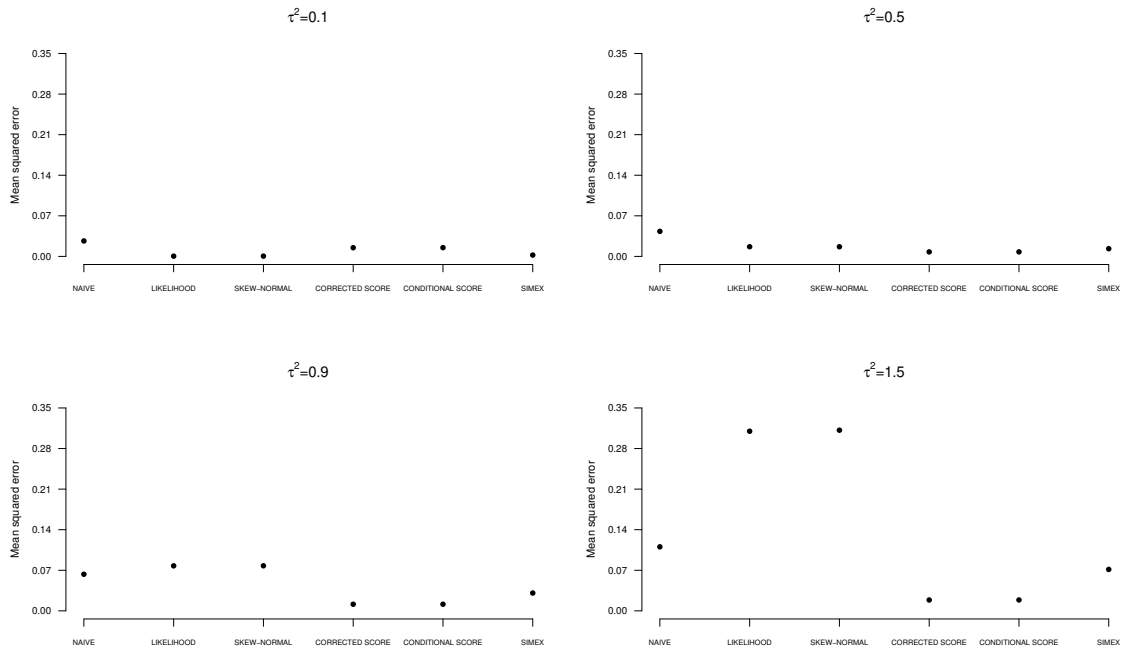 τ²=0.1
Mean squared error
0.35
0.28
0.21
0.14
0.07
0.00
NAIVE LIKELIHOOD SKEW−NORMAL CORRECTED SCORE CONDITIONAL SCORE SIMEX
τ²=0.5
Mean squared error
0.35
0.28
0.21
0.14
0.07
0.00
NAIVE LIKELIHOOD SKEW−NORMAL CORRECTED SCORE CONDITIONAL SCORE SIMEX
τ²=0.9
Mean squared error
0.35
0.28
0.21
0.14
0.07
0.00
NAIVE LIKELIHOOD SKEW−NORMAL CORRECTED SCORE CONDITIONAL SCORE SIMEX
τ²=1.5
Mean squared error
0.35
0.28
0.21
0.14
0.07
0.00
NAIVE LIKELIHOOD SKEW−NORMAL CORRECTED SCORE CONDITIONAL SCORE SIMEX